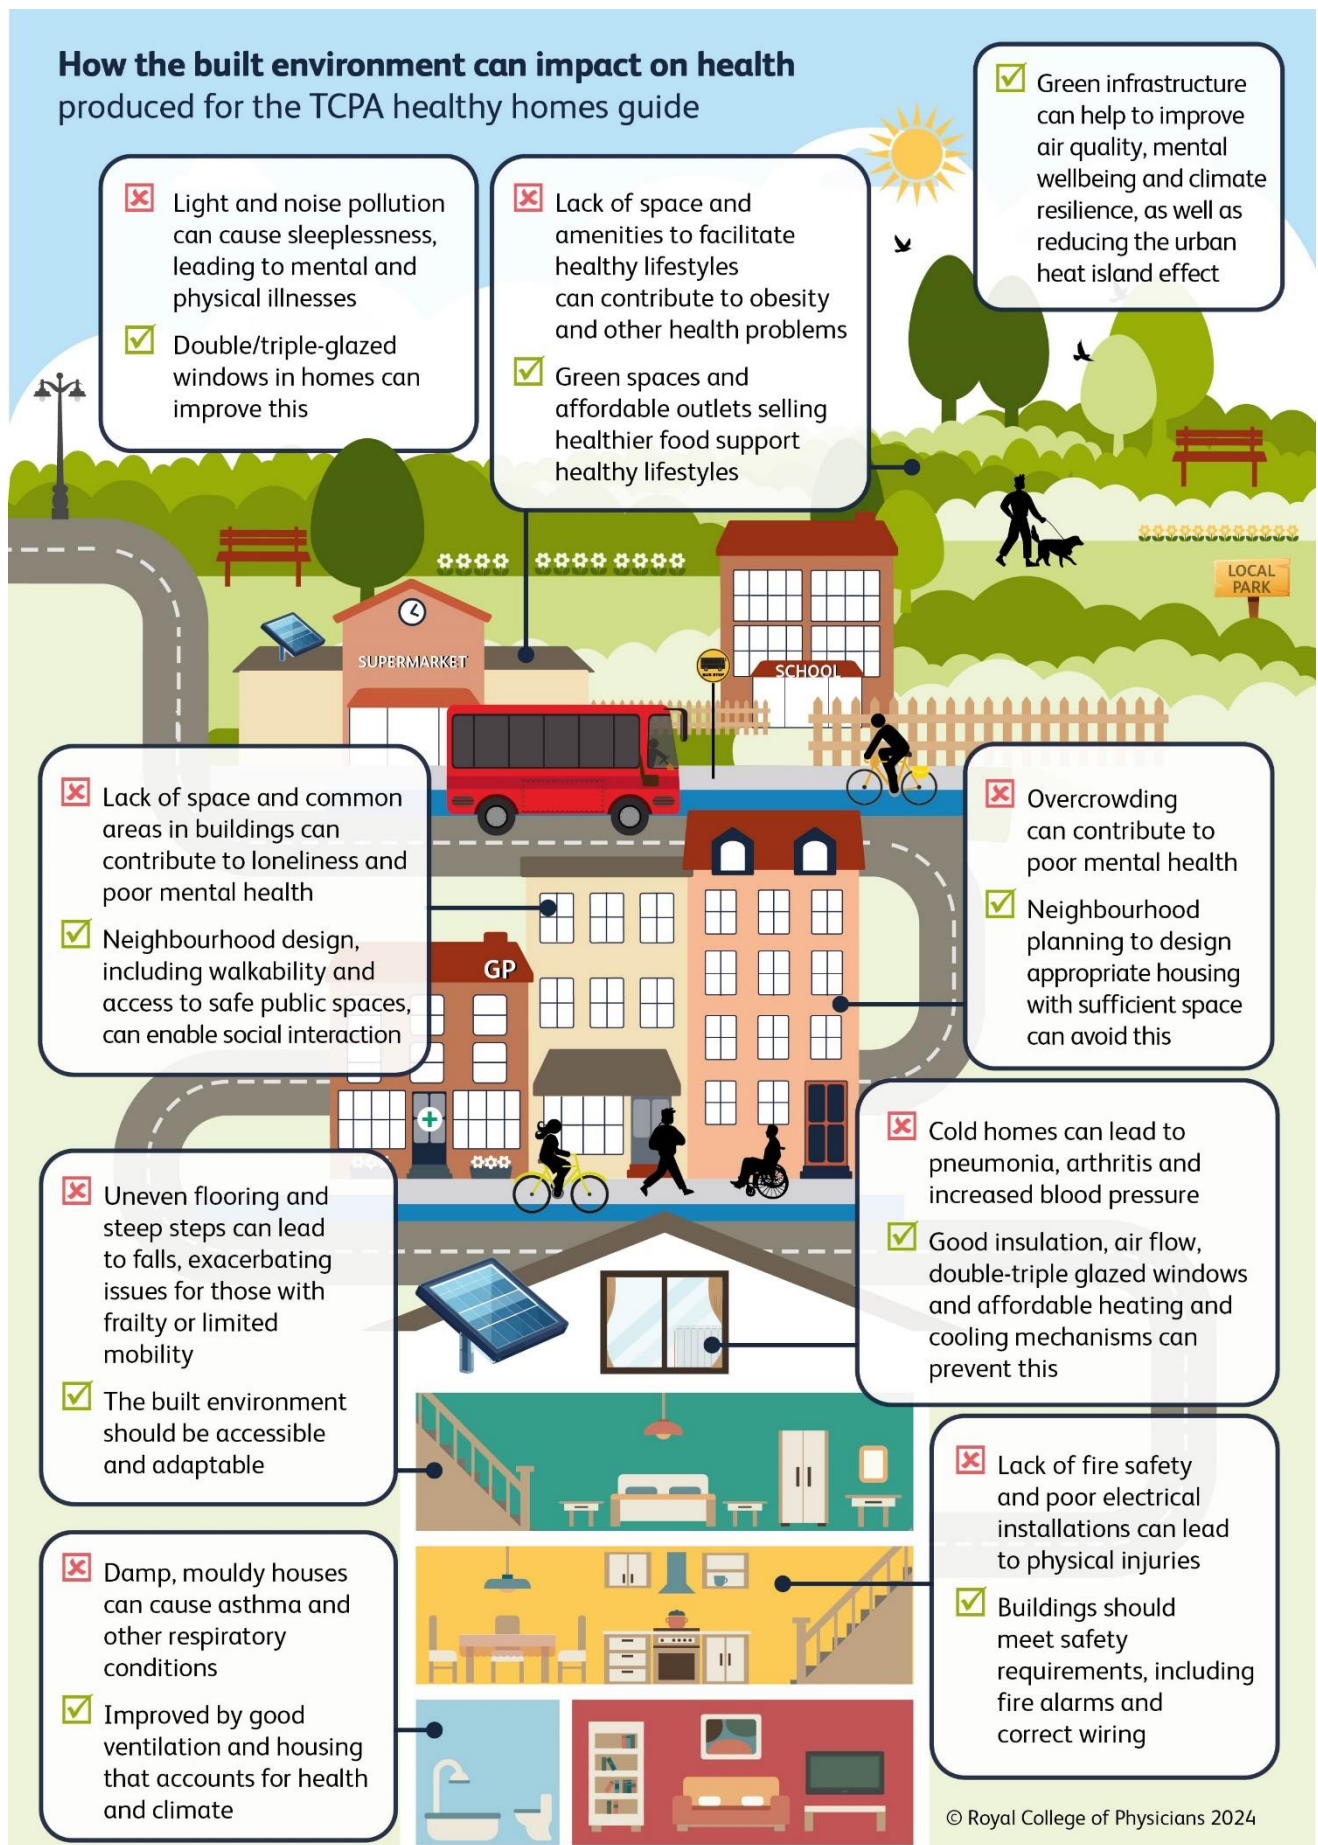 How the built environment can impact on health
produced for the TCPA healthy homes guide
Green infrastructure
can help to improve
air quality, mental
wellbeing and climate
resilience, as well as
reducing the urban
heat island effect
Light and noise pollution
can cause sleeplessness,
leading to mental and
physical illnesses
Double/triple-glazed
windows in homes can
improve this
Lack of space and
amenities to facilitate
healthy lifestyles
can contribute to obesity
and other health problems
Green spaces and
affordable outlets selling
healthier food support
healthy lifestyles
LOCAL
PARK
SUPERMARKET
BUS STOP
SCHOOL
Lack of space and common
areas in buildings can
contribute to loneliness and
poor mental health
Neighbourhood design,
including walkability and
access to safe public spaces,
can enable social interaction
GP
Overcrowding
can contribute to
poor mental health
Neighbourhood
planning to design
appropriate housing
with sufficient space
can avoid this
Uneven flooring and
steep steps can lead
to falls, exacerbating
issues for those with
frailty or limited
mobility
The built environment
should be accessible
and adaptable
Cold homes can lead to
pneumonia, arthritis and
increased blood pressure
Good insulation, air flow,
double-triple glazed windows
and affordable heating and
cooling mechanisms can
prevent this
Damp, mouldy houses
can cause asthma and
other respiratory
conditions
Improved by good
ventilation and housing
that accounts for health
and climate
Lack of fire safety
and poor electrical
installations can lead
to physical injuries
Buildings should
meet safety
requirements, including
fire alarms and
correct wiring
© Royal College of Physicians 2024